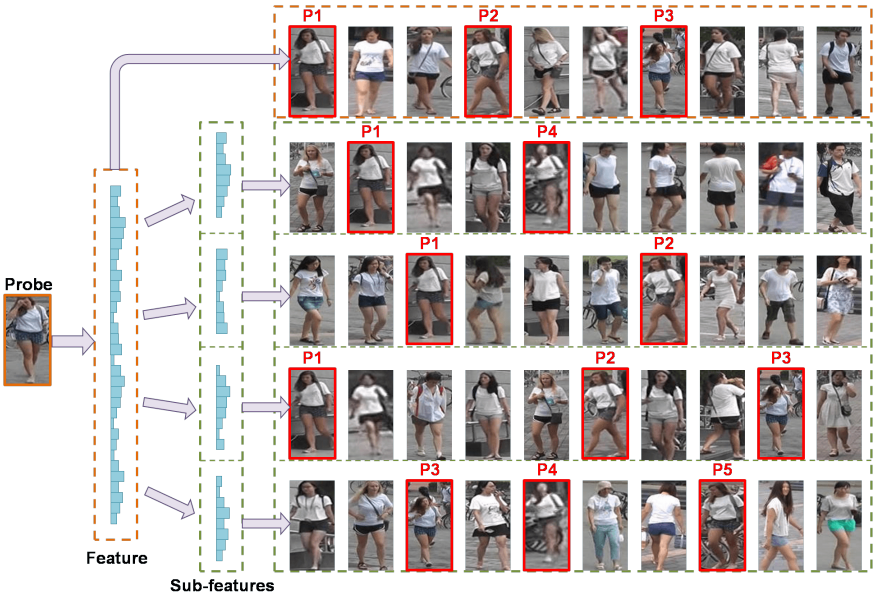 P1 P2 P3
P1 P4
Probe
P1 P2
P1 P2 P3
P3 P4 P5
Feature
Sub-features